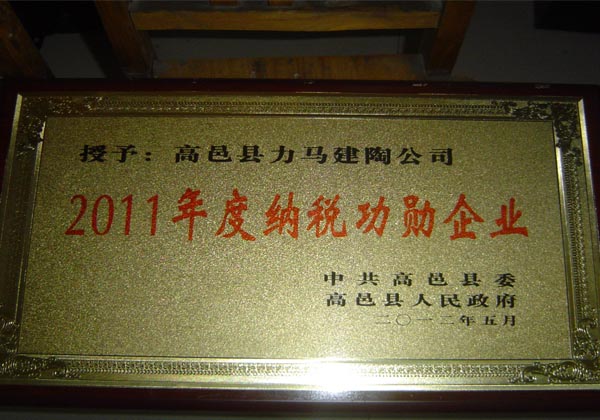 授予：高邑县力马建陶公司
2011年度纳税功勋企业
中共高邑县委
高邑县人民政府
二〇一二年五月